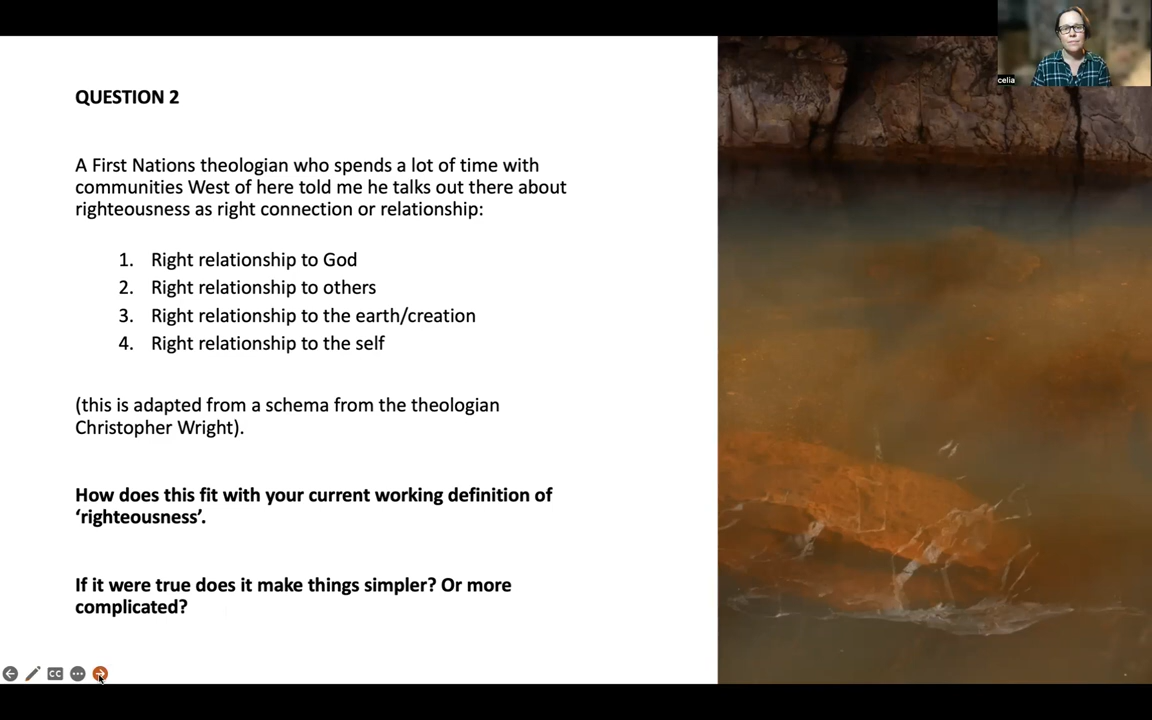 celia
QUESTION 2
A First Nations theologian who spends a lot of time with
communities West of here told me he talks out there about
righteousness as right connection or relationship:
1. Right relationship to God
2. Right relationship to others
3. Right relationship to the earth/creation
4. Right relationship to the self
(this is adapted from a schema from the theologian
Christopher Wright).
How does this fit with your current working definition of
‘righteousness’.
If it were true does it make things simpler? Or more
complicated?
CC